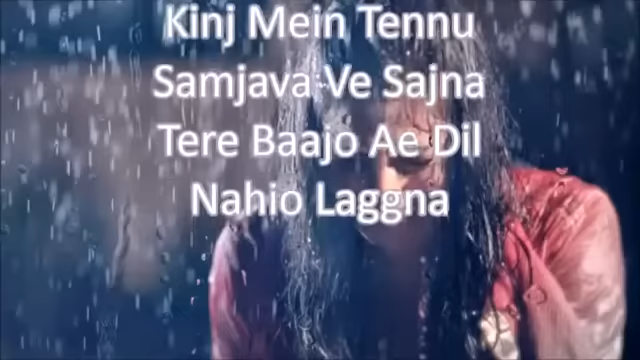 Kinj Mein Tennu
Samjava Ve Sajna
Tere Baajo Ae Dil
Nahio Laggna